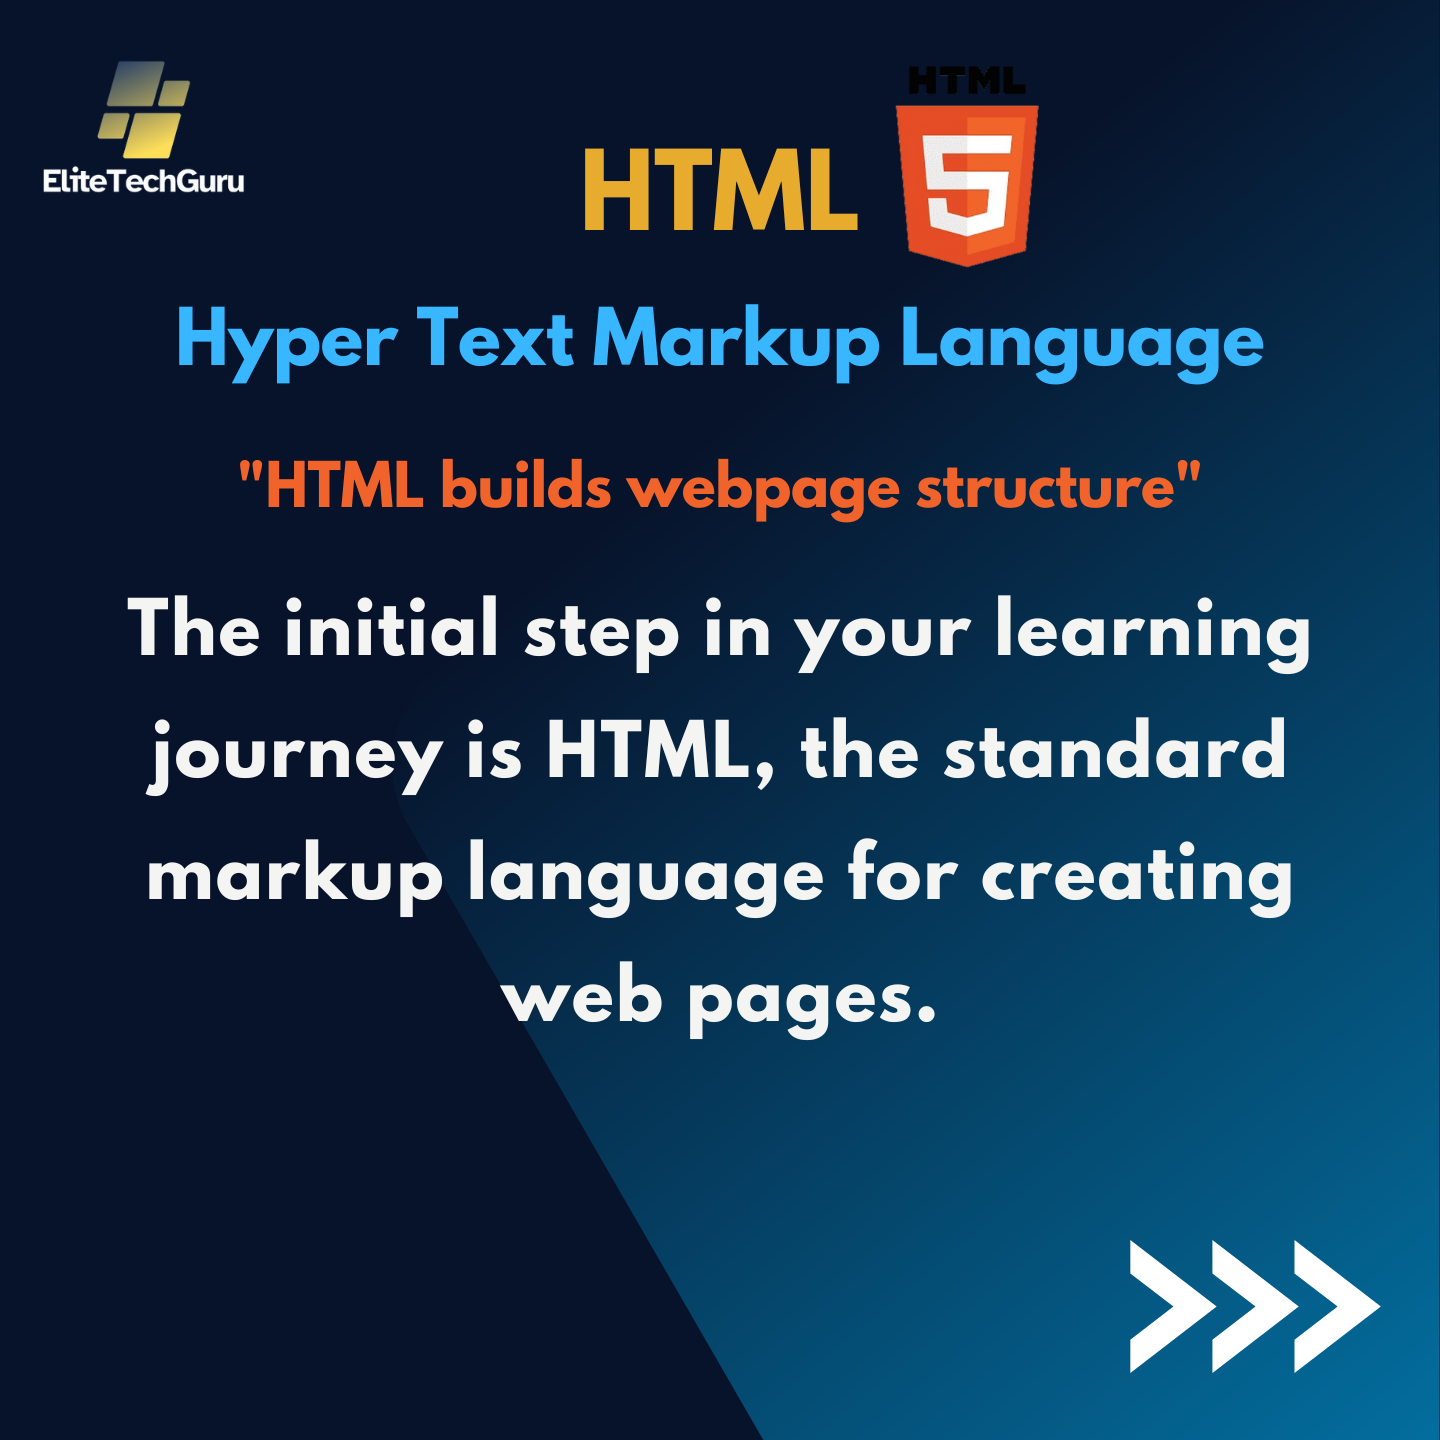 EliteTechGuru
HTML
HTML
5
Hyper Text Markup Language
"HTML builds webpage structure"
The initial step in your learning
journey is HTML, the standard
markup language for creating
web pages.